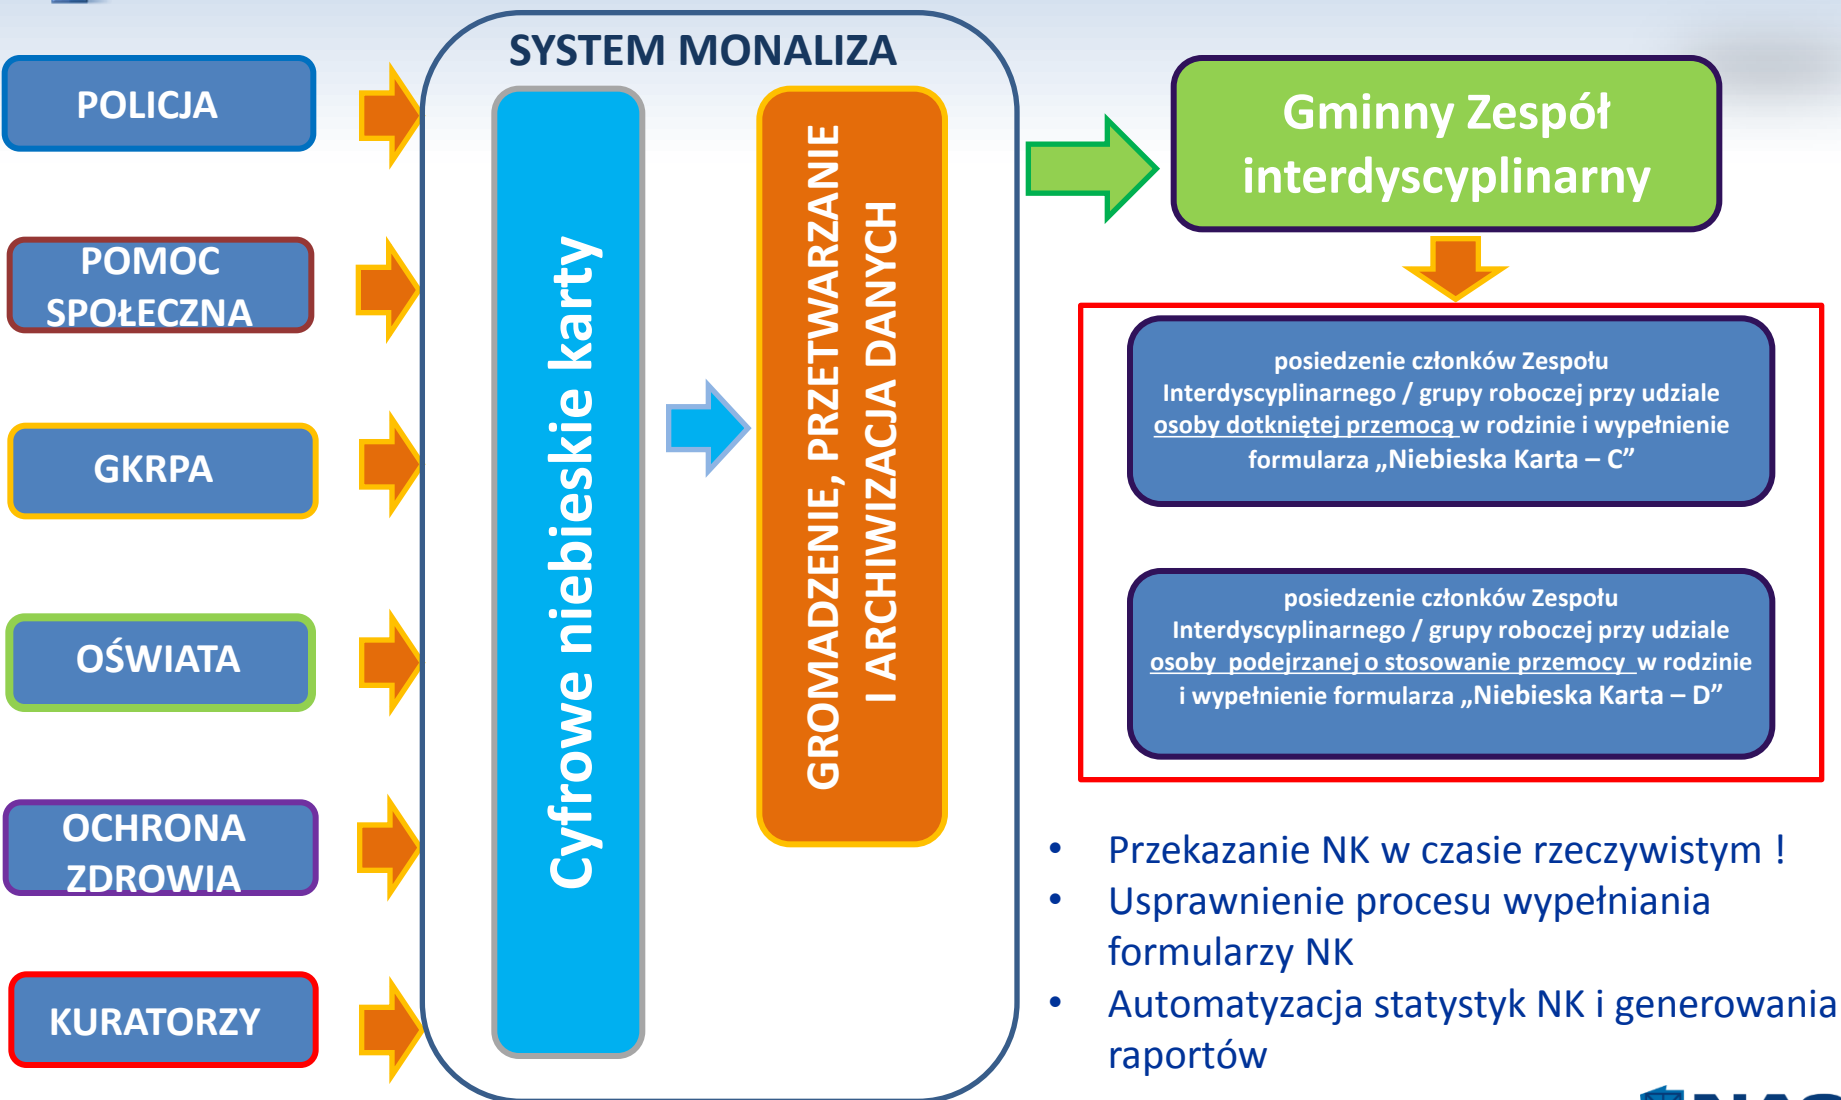 SYSTEM MONALIZA
POLICJA
POMOC
SPOŁECZNA
GKRPA
OŚWIATA
OCHRONA
ZDROWIA
KURATORZY
Cyfrowe niebieskie karty
GROMADZENIE, PRZETWARZANIE
I ARCHIWIZACJA DANYCH
Gminny Zespół
interdyscyplinarny
posiedzenie członków Zespołu
Interdyscyplinarnego / grupy roboczej przy udziale
osoby dotkniętej przemocą w rodzinie i wypełnienie
formularza „Niebieska Karta – C”
posiedzenie członków Zespołu
Interdyscyplinarnego / grupy roboczej przy udziale
osoby podejrzanej o stosowanie przemocy w rodzinie
i wypełnienie formularza „Niebieska Karta – D”
• Przekazanie NK w czasie rzeczywistym !
• Usprawnienie procesu wypełniania
formularzy NK
• Automatyzacja statystyk NK i generowania
raportów